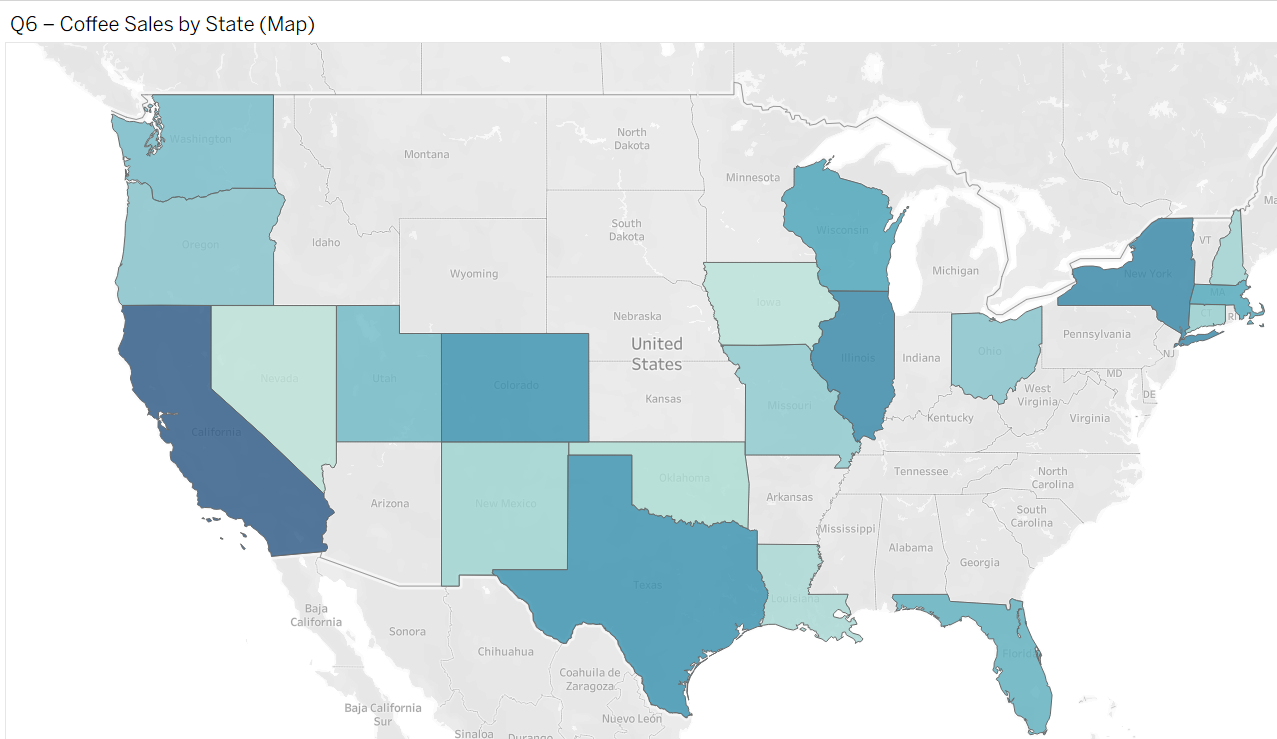 Q6 – Coffee Sales by State (Map)
Washington
Montana
North
Dakota
Minnesota
Oregon
Idaho
South
Dakota
Wisconsin
Michigan
Wyoming
New York
VT
Ma
MA
CT
RI
Iowa
Nebraska
United
States
Illinois
Indiana
Ohio
Pennsylvania
NJ
Nevada
Utah
Colorado
Kansas
Missouri
West
Virginia
MD
DE
Kentucky
Virginia
California
Arizona
New Mexico
Oklahoma
Arkansas
Tennessee
North
Carolina
Mississippi
Alabama
South
Carolina
Georgia
Texas
Louisiana
Florida
Baja
California
Sonora
Chihuahua
Coahuila de
Zaragoza
Baja California
Sur
Nuevo León
Sinaloa
Durango